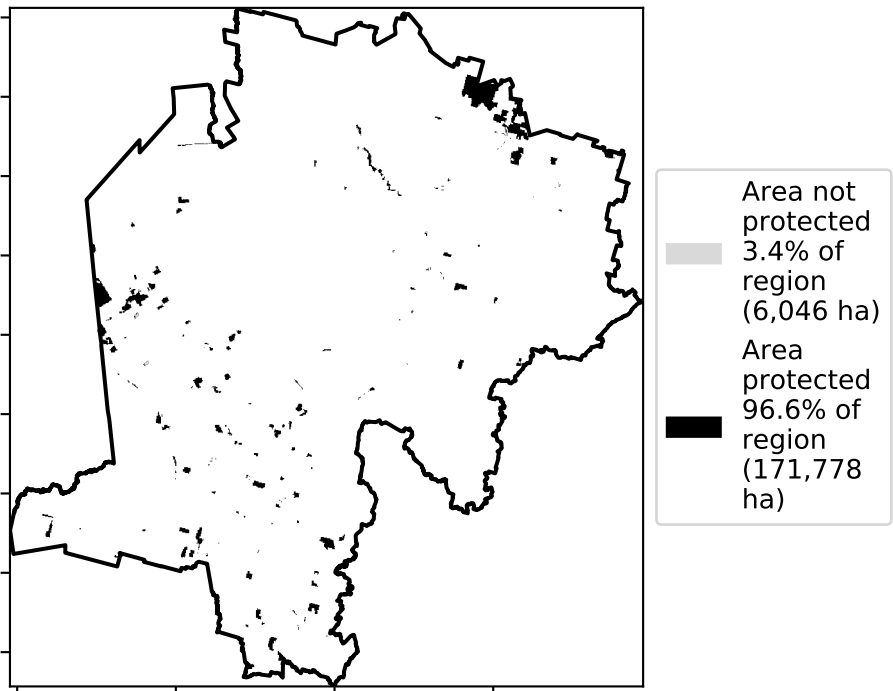 Area not
protected
3.4% of
region
(6,046 ha)
Area
protected
96.6% of
region
(171,778
ha)